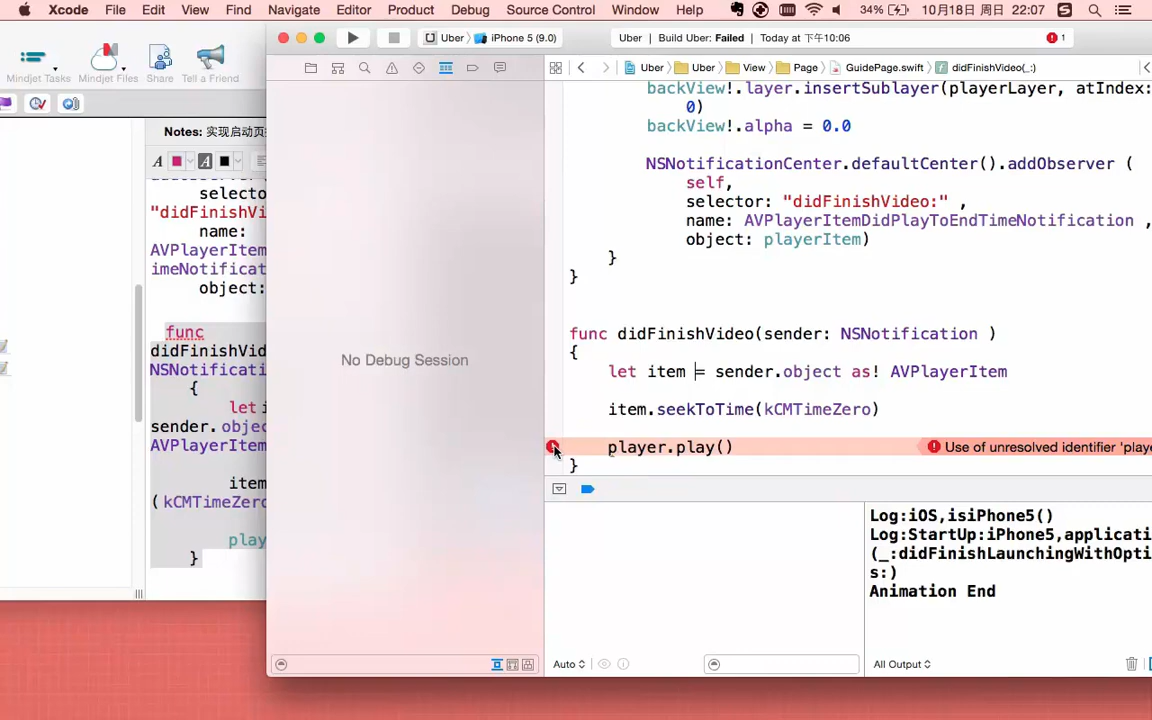 Xcode File Edit View Find Navigate Editor Product Debug Source Control Window Help 34% 10月18日 周日 22:07
Mindjet Tasks Mindjet Files Share Tell a Friend
Uber iPhone 5 (9.0) Uber Build Uber: Failed Today at 下午10:06 1
Uber Uber View Page GuidePage.swift didFinishVideo(_:)
Notes: 实现启动页
selecto
"didFinishVi
name:
AVPlayerItem
imeNotificat
object:
func
didFinishVid
NSNotificati
{
let i
sender.objec
AVPlayerItem
item
(kCMTimeZero
play
}
No Debug Session
backView!.layer.insertSublayer(playerLayer, atIndex:
0)
backView!.alpha = 0.0
NSNotificationCenter.defaultCenter().addObserver (
self,
selector: "didFinishVideo:" ,
name: AVPlayerItemDidPlayToEndTimeNotification ,
object: playerItem)
}
}
func didFinishVideo(sender: NSNotification )
{
let item = sender.object as! AVPlayerItem
item.seekToTime(kCMTimeZero)
player.play() Use of unresolved identifier 'playe
}
Log:iOS,isiPhone5()
Log:StartUp:iPhone5,applicati
(_:didFinishLaunchingWithOpti
s:)
Animation End
Auto All Output